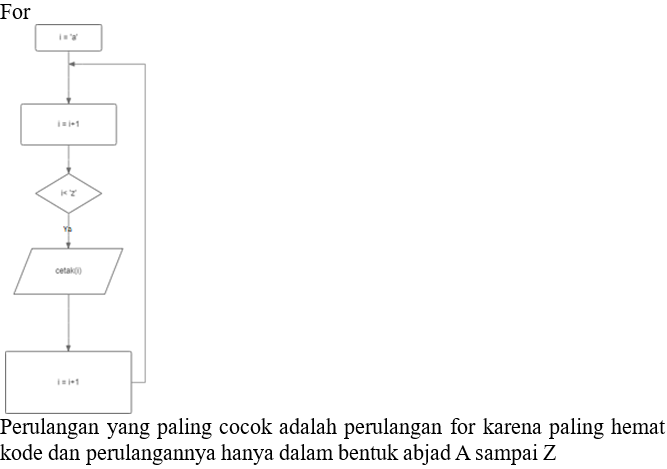 For
i = 'a'
i = i+1
i< 'Z'
Ya
cetak(i)
i = i+1
Perulangan yang paling cocok adalah perulangan for karena paling hemat
kode dan perulangannya hanya dalam bentuk abjad A sampai Z